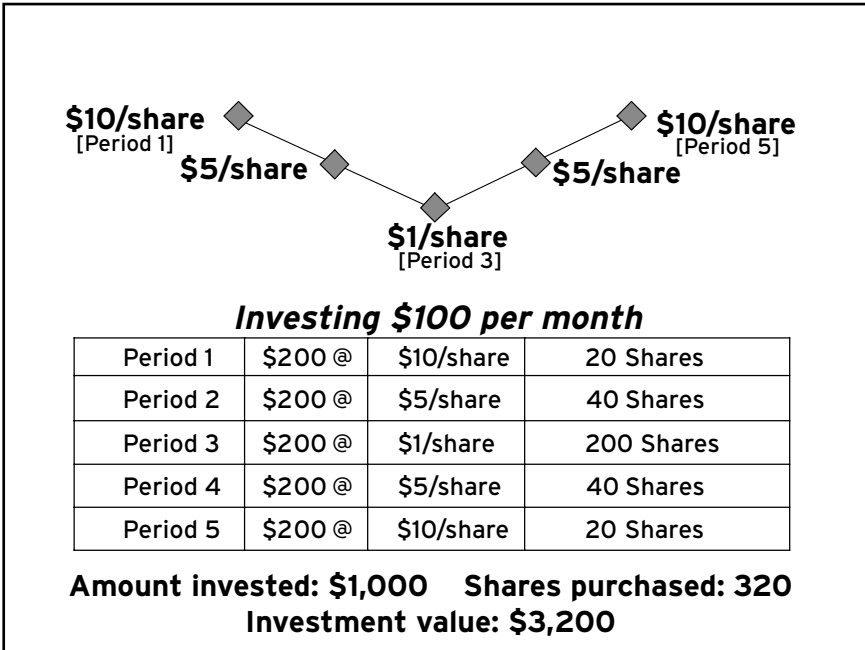 $10/share
[Period 1]
$5/share
$1/share
[Period 3]
$5/share
$10/share
[Period 5]
Investing $100 per month
Period 1 $200 @ $10/share 20 Shares
Period 2 $200 @ $5/share 40 Shares
Period 3 $200 @ $1/share 200 Shares
Period 4 $200 @ $5/share 40 Shares
Period 5 $200 @ $10/share 20 Shares
Amount invested: $1,000 Shares purchased: 320
Investment value: $3,200